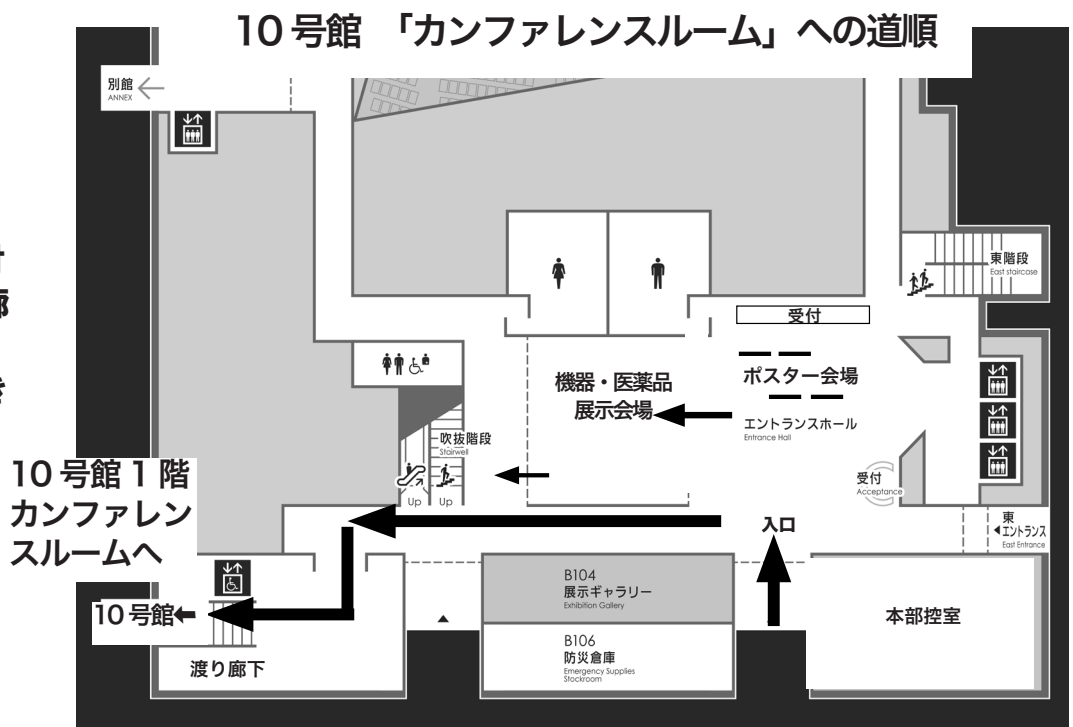 10号館 「カンファレンスルーム」への道順
別館
ANNEX
東階段
East staircase
受付
ポスター会場
機器・医薬品
展示会場
エントランスホール
Entrance Hall
吹抜階段
Stairwell
Up
Up
受付
Acceptance
10号館1階
カンファレン
スルームへ
入口
東
エントランス
East Entrance
B104
展示ギャラリー
Exhibition Gallery
10号館
本部控室
B106
防災倉庫
Emergency Supplies
Stockroom
渡り廊下